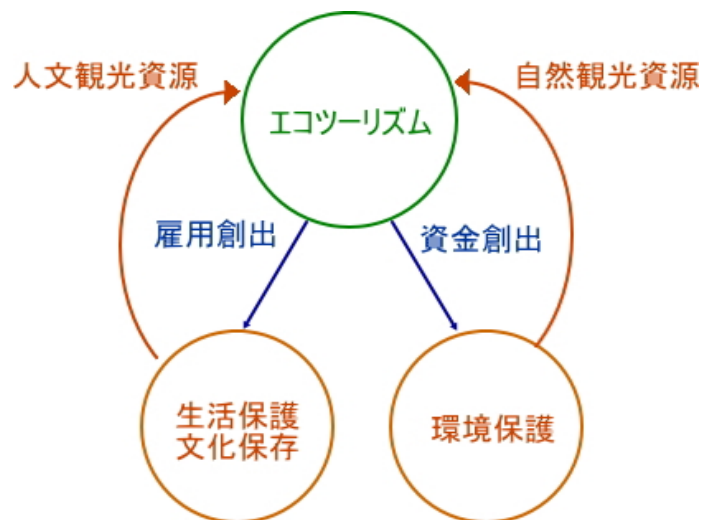 人文観光資源
自然観光資源
エコツーリズム
雇用創出
資金創出
生活保護
文化保存
環境保護